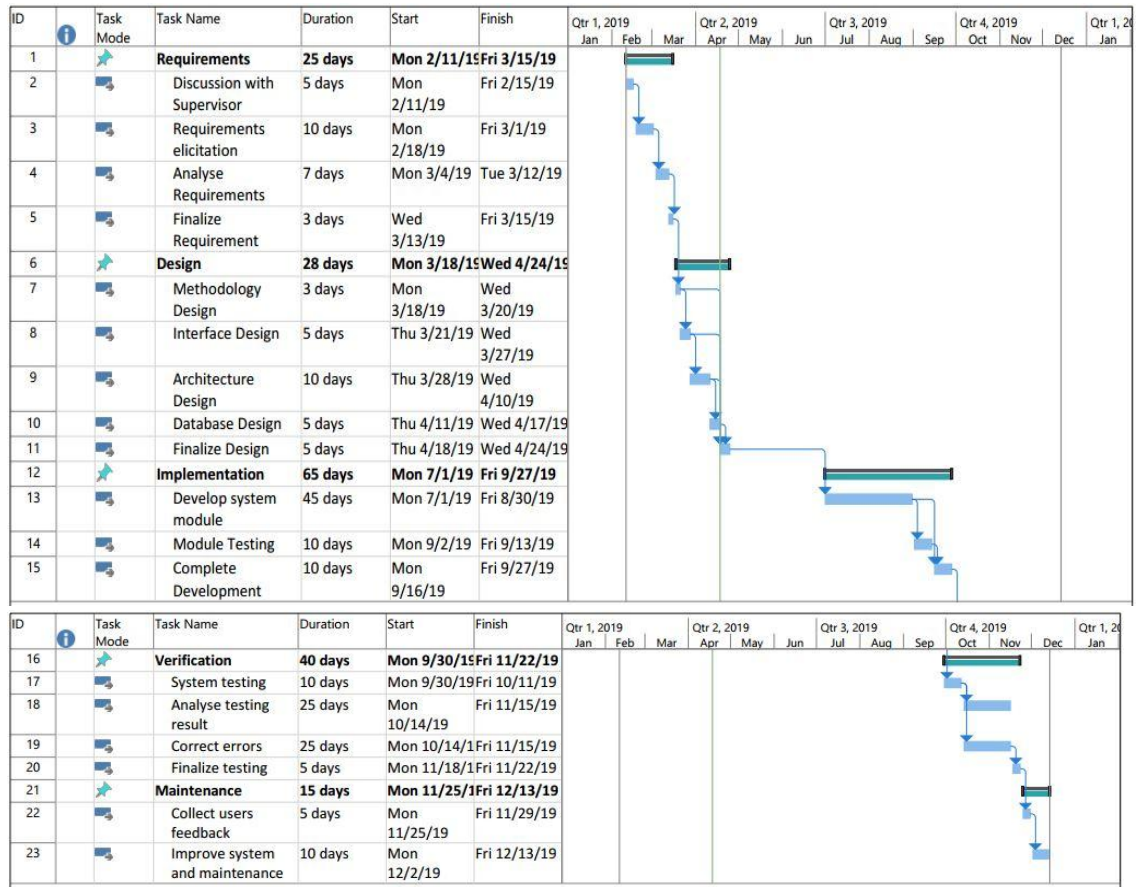 ID Task Mode Task Name Duration Start Finish Qtr 1, 2019 Qtr 2, 2019 Qtr 3, 2019 Qtr 4, 2019 Qtr 1, 20
Jan Feb Mar Apr May Jun Jul Aug Sep Oct Nov Dec Jan
1 Requirements 25 days Mon 2/11/19 Fri 3/15/19
2 Discussion with Supervisor 5 days Mon 2/11/19 Fri 2/15/19
3 Requirements elicitation 10 days Mon 2/18/19 Fri 3/1/19
4 Analyse Requirements 7 days Mon 3/4/19 Tue 3/12/19
5 Finalize Requirement 3 days Wed 3/13/19 Fri 3/15/19
6 Design 28 days Mon 3/18/19 Wed 4/24/19
7 Methodology Design 3 days Mon 3/18/19 Wed 3/20/19
8 Interface Design 5 days Thu 3/21/19 Wed 3/27/19
9 Architecture Design 10 days Thu 3/28/19 Wed 4/10/19
10 Database Design 5 days Thu 4/11/19 Wed 4/17/19
11 Finalize Design 5 days Thu 4/18/19 Wed 4/24/19
12 Implementation 65 days Mon 7/1/19 Fri 9/27/19
13 Develop system module 45 days Mon 7/1/19 Fri 8/30/19
14 Module Testing 10 days Mon 9/2/19 Fri 9/13/19
15 Complete Development 10 days Mon 9/16/19 Fri 9/27/19
ID Task Mode Task Name Duration Start Finish Qtr 1, 2019 Qtr 2, 2019 Qtr 3, 2019 Qtr 4, 2019 Qtr 1, 20
Jan Feb Mar Apr May Jun Jul Aug Sep Oct Nov Dec Jan
16 Verification 40 days Mon 9/30/19 Fri 11/22/19
17 System testing 10 days Mon 9/30/19 Fri 10/11/19
18 Analyse testing result 25 days Mon 10/14/19 Fri 11/15/19
19 Correct errors 25 days Mon 10/14/1 Fri 11/15/19
20 Finalize testing 5 days Mon 11/18/1 Fri 11/22/19
21 Maintenance 15 days Mon 11/25/1 Fri 12/13/19
22 Collect users feedback 5 days Mon 11/25/19 Fri 11/29/19
23 Improve system and maintenance 10 days Mon 12/2/19 Fri 12/13/19